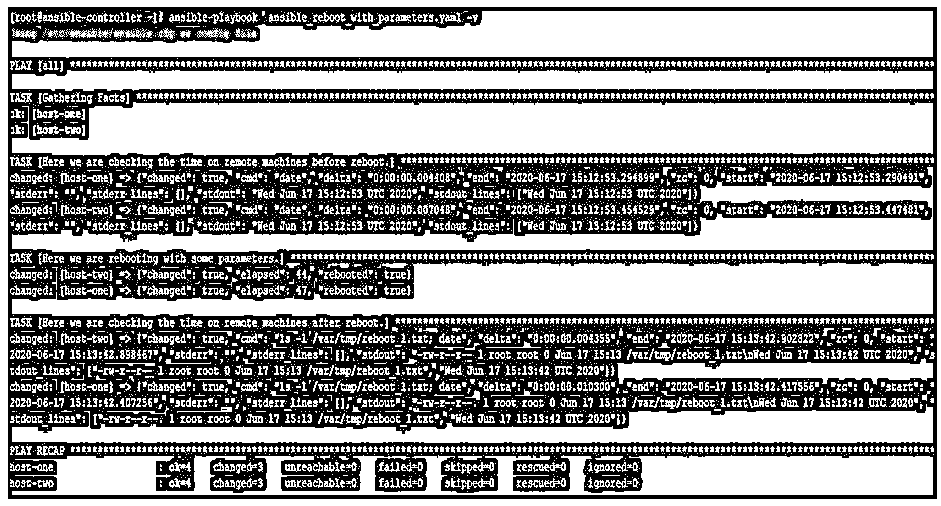 [root@ansible-controller ~]# ansible-playbook ansible_reboot_with_parameters.yaml -v
Using /etc/ansible/ansible.cfg as config file
PLAY [all] ****************************************************************
TASK [Gathering Facts] ****************************************************************
ok: [host-one]
ok: [host-two]
TASK [Here we are checking the time on remote machines before reboot.] ****************************************************************
changed: [host-one] => {"changed": true, "cmd": "date", "delta": "0:00:00.004408", "end": "2020-06-17 15:12:53.294899", "rc": 0, "start": "2020-06-17 15:12:53.290491",
"stderr": "", "stderr_lines": [], "stdout": "Wed Jun 17 15:12:53 UTC 2020", "stdout_lines": ["Wed Jun 17 15:12:53 UTC 2020"]}
changed: [host-two] => {"changed": true, "cmd": "date", "delta": "0:00:00.007048", "end": "2020-06-17 15:12:53.454529", "rc": 0, "start": "2020-06-17 15:12:53.447481",
"stderr": "", "stderr_lines": [], "stdout": "Wed Jun 17 15:12:53 UTC 2020", "stdout_lines": ["Wed Jun 17 15:12:53 UTC 2020"]}
TASK [Here we are rebooting with some parameters.] ****************************************************************
changed: [host-two] => {"changed": true, "elapsed": 44, "rebooted": true}
changed: [host-one] => {"changed": true, "elapsed": 47, "rebooted": true}
TASK [Here we are checking the time on remote machines after reboot.] ****************************************************************
changed: [host-two] => {"changed": true, "cmd": "ls -l /var/tmp/reboot_1.txt; date", "delta": "0:00:00.004355", "end": "2020-06-17 15:13:42.902822", "rc": 0, "start": "
2020-06-17 15:13:42.898467", "stderr": "", "stderr_lines": [], "stdout": "-rw-r--r-- 1 root root 0 Jun 17 15:13 /var/tmp/reboot_1.txt\nWed Jun 17 15:13:42 UTC 2020", "s
tdout_lines": ["-rw-r--r-- 1 root root 0 Jun 17 15:13 /var/tmp/reboot_1.txt", "Wed Jun 17 15:13:42 UTC 2020"]}
changed: [host-one] => {"changed": true, "cmd": "ls -l /var/tmp/reboot_1.txt; date", "delta": "0:00:00.010300", "end": "2020-06-17 15:13:42.417556", "rc": 0, "start": "
2020-06-17 15:13:42.407256", "stderr": "", "stderr_lines": [], "stdout": "-rw-r--r-- 1 root root 0 Jun 17 15:13 /var/tmp/reboot_1.txt\nWed Jun 17 15:13:42 UTC 2020", "
stdout_lines": ["-rw-r--r-- 1 root root 0 Jun 17 15:13 /var/tmp/reboot_1.txt", "Wed Jun 17 15:13:42 UTC 2020"]}
PLAY RECAP ****************************************************************
host-one : ok=4 changed=3 unreachable=0 failed=0 skipped=0 rescued=0 ignored=0
host-two : ok=4 changed=3 unreachable=0 failed=0 skipped=0 rescued=0 ignored=0